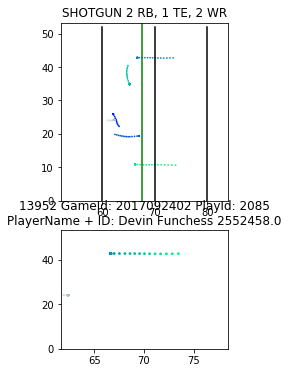 SHOTGUN 2 RB, 1 TE, 2 WR
50
40
30
20
10
0
60 70 80
13952 GameId: 2017092402 PlayId: 2085
PlayerName + ID: Devin Funchess 2552458.0
40
20
0
65 70 75